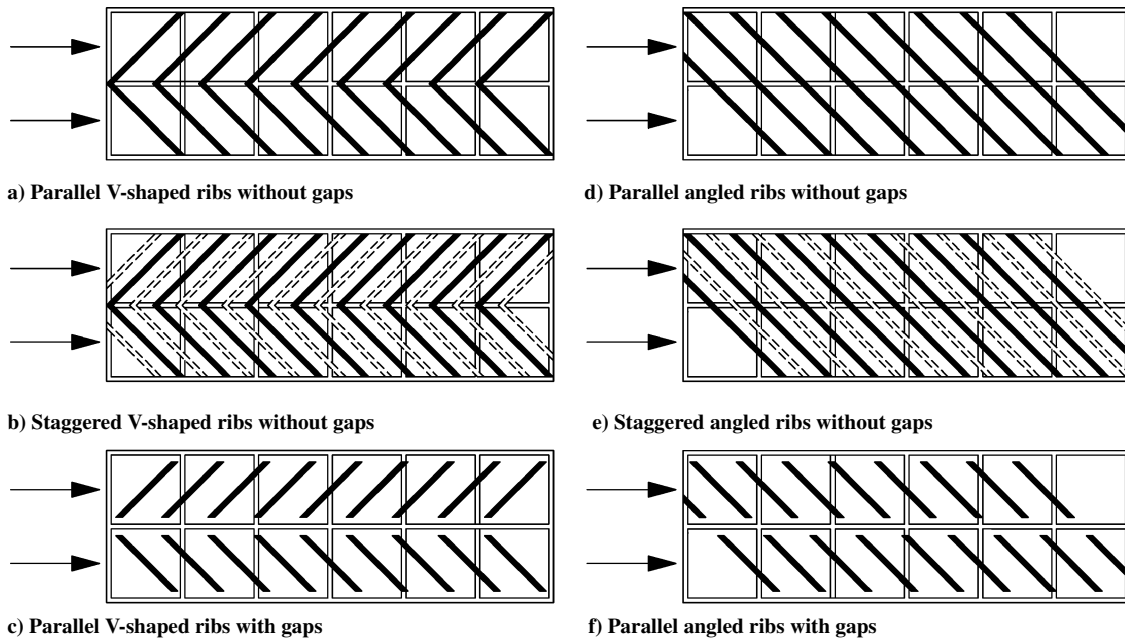 a) Parallel V-shaped ribs without gaps
d) Parallel angled ribs without gaps
b) Staggered V-shaped ribs without gaps
e) Staggered angled ribs without gaps
c) Parallel V-shaped ribs with gaps
f) Parallel angled ribs with gaps